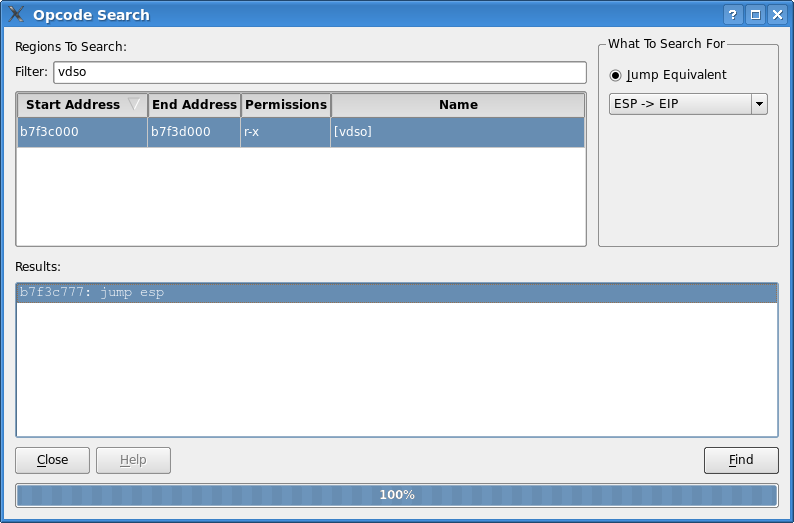 Opcode Search
Regions To Search:
Filter: vdso
Start Address End Address Permissions Name
b7f3c000 b7f3d000 r-x [vdso]
What To Search For
Jump Equivalent
ESP -> EIP
Results:
b7f3c777: jump esp
Close Help Find
100%